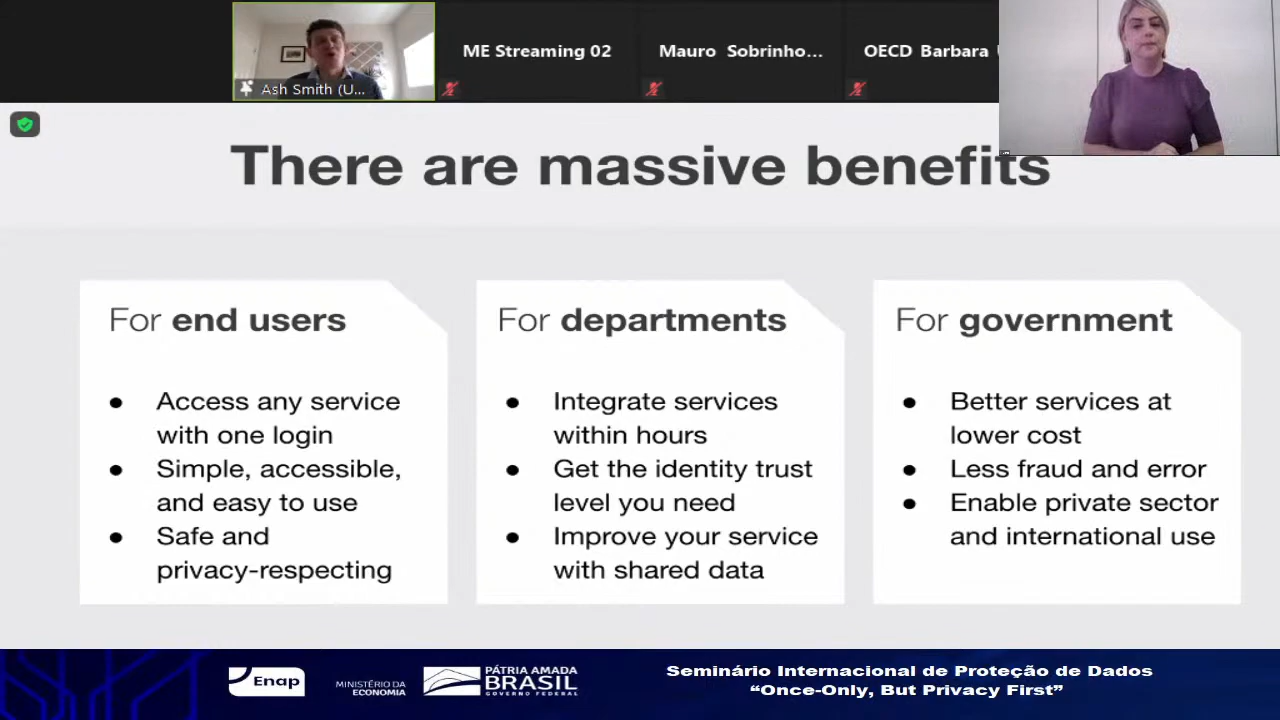 Ash Smith (U...
ME Streaming 02
Mauro Sobrinho...
OECD Barbara
There are massive benefits
For end users
● Access any service
with one login
● Simple, accessible,
and easy to use
● Safe and
privacy-respecting
For departments
● Integrate services
within hours
● Get the identity trust
level you need
● Improve your service
with shared data
For government
● Better services at
lower cost
● Less fraud and error
● Enable private sector
and international use
Enap
MINISTÉRIO DA
ECONOMIA
PÁTRIA AMADA
BRASIL
GOVERNO FEDERAL
Seminário Internacional de Proteção de Dados
“Once-Only, But Privacy First”